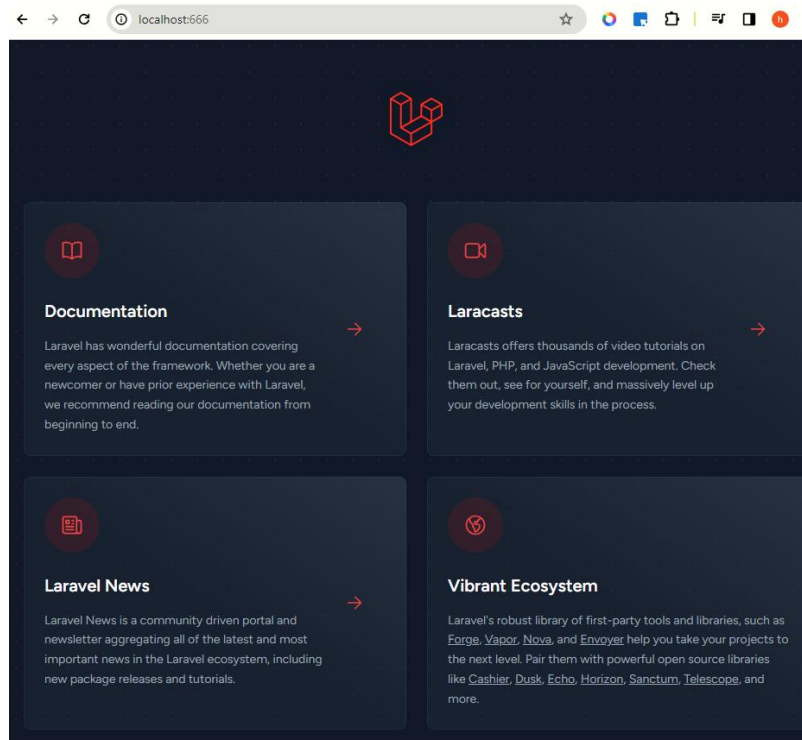 localhost:666
h
Documentation
Laravel has wonderful documentation covering
every aspect of the framework. Whether you are a
newcomer or have prior experience with Laravel,
we recommend reading our documentation from
beginning to end.
Laracasts
Laracasts offers thousands of video tutorials on
Laravel, PHP, and JavaScript development. Check
them out, see for yourself, and massively level up
your development skills in the process.
Laravel News
Laravel News is a community driven portal and
newsletter aggregating all of the latest and most
important news in the Laravel ecosystem, including
new package releases and tutorials.
Vibrant Ecosystem
Laravel's robust library of first-party tools and libraries, such as
Forge, Vapor, Nova, and Envoyer help you take your projects to
the next level. Pair them with powerful open source libraries
like Cashier, Dusk, Echo, Horizon, Sanctum, Telescope, and
more.